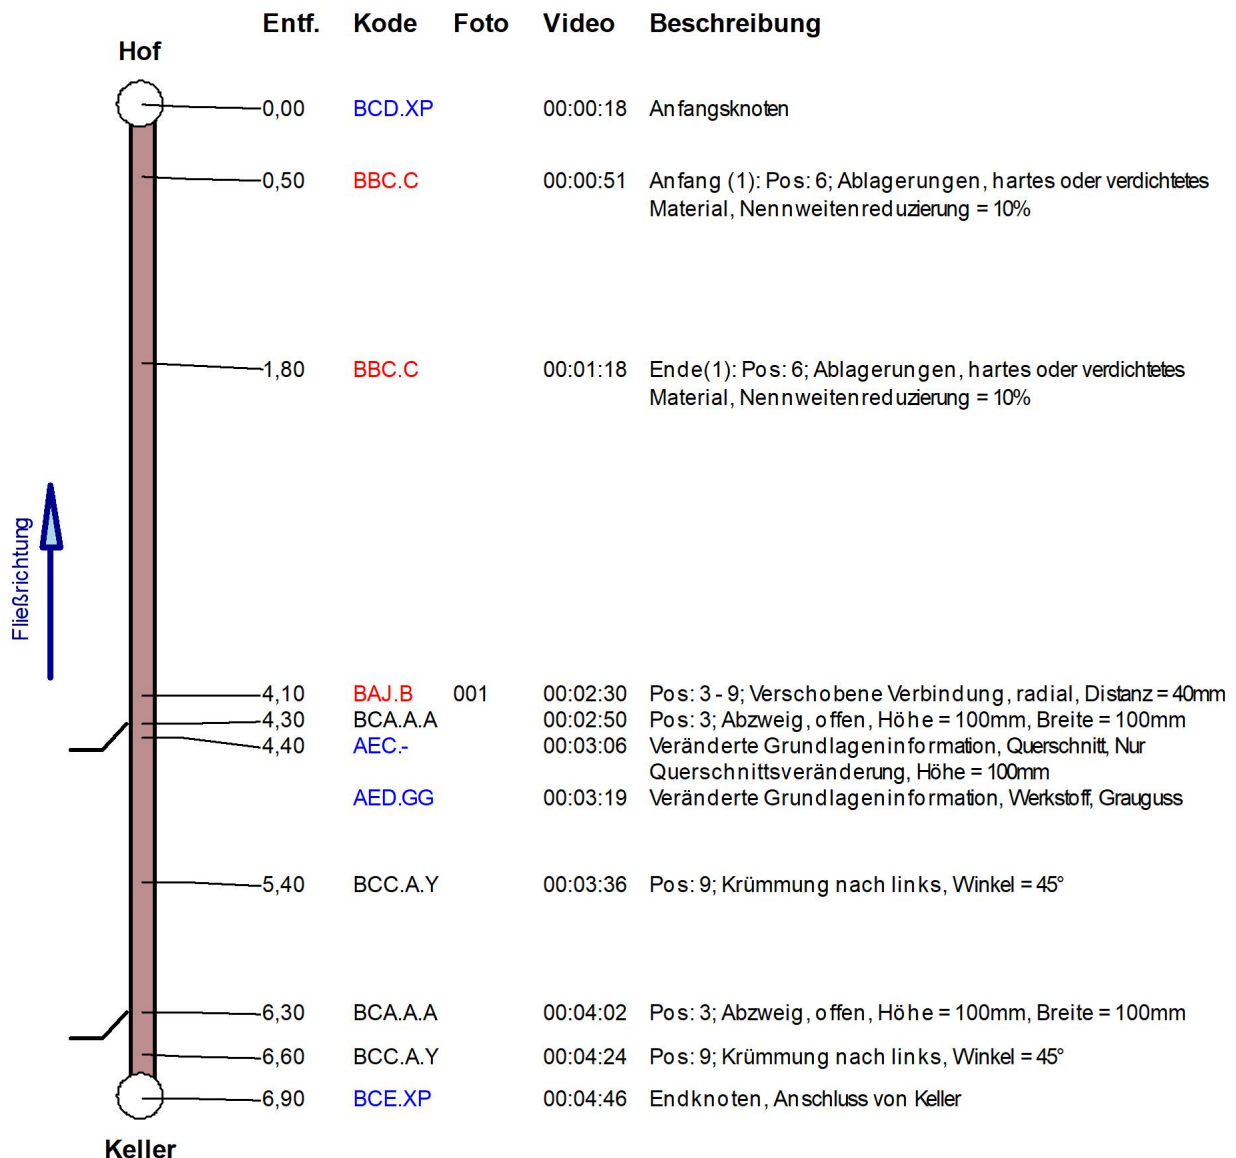 Entf. Kode Foto Video Beschreibung
Hof
0,00 BCD.XP 00:00:18 Anfangsknoten
0,50 BBC.C 00:00:51 Anfang (1): Pos: 6; Ablagerungen, hartes oder verdichtetes
Material, Nennweitenreduzierung = 10%
1,80 BBC.C 00:01:18 Ende(1): Pos: 6; Ablagerungen, hartes oder verdichtetes
Material, Nennweitenreduzierung = 10%
Fließrichtung
4,10 BAJ.B 001 00:02:30 Pos: 3 - 9; Verschobene Verbindung, radial, Distanz = 40mm
4,30 BCA.A.A 00:02:50 Pos: 3; Abzweig, offen, Höhe = 100mm, Breite = 100mm
4,40 AEC.- 00:03:06 Veränderte Grundlageninformation, Querschnitt, Nur
Querschnittsveränderung, Höhe = 100mm
AED.GG 00:03:19 Veränderte Grundlageninformation, Werkstoff, Grauguss
5,40 BCC.A.Y 00:03:36 Pos: 9; Krümmung nach links, Winkel = 45°
6,30 BCA.A.A 00:04:02 Pos: 3; Abzweig, offen, Höhe = 100mm, Breite = 100mm
6,60 BCC.A.Y 00:04:24 Pos: 9; Krümmung nach links, Winkel = 45°
6,90 BCE.XP 00:04:46 Endknoten, Anschluss von Keller
Keller